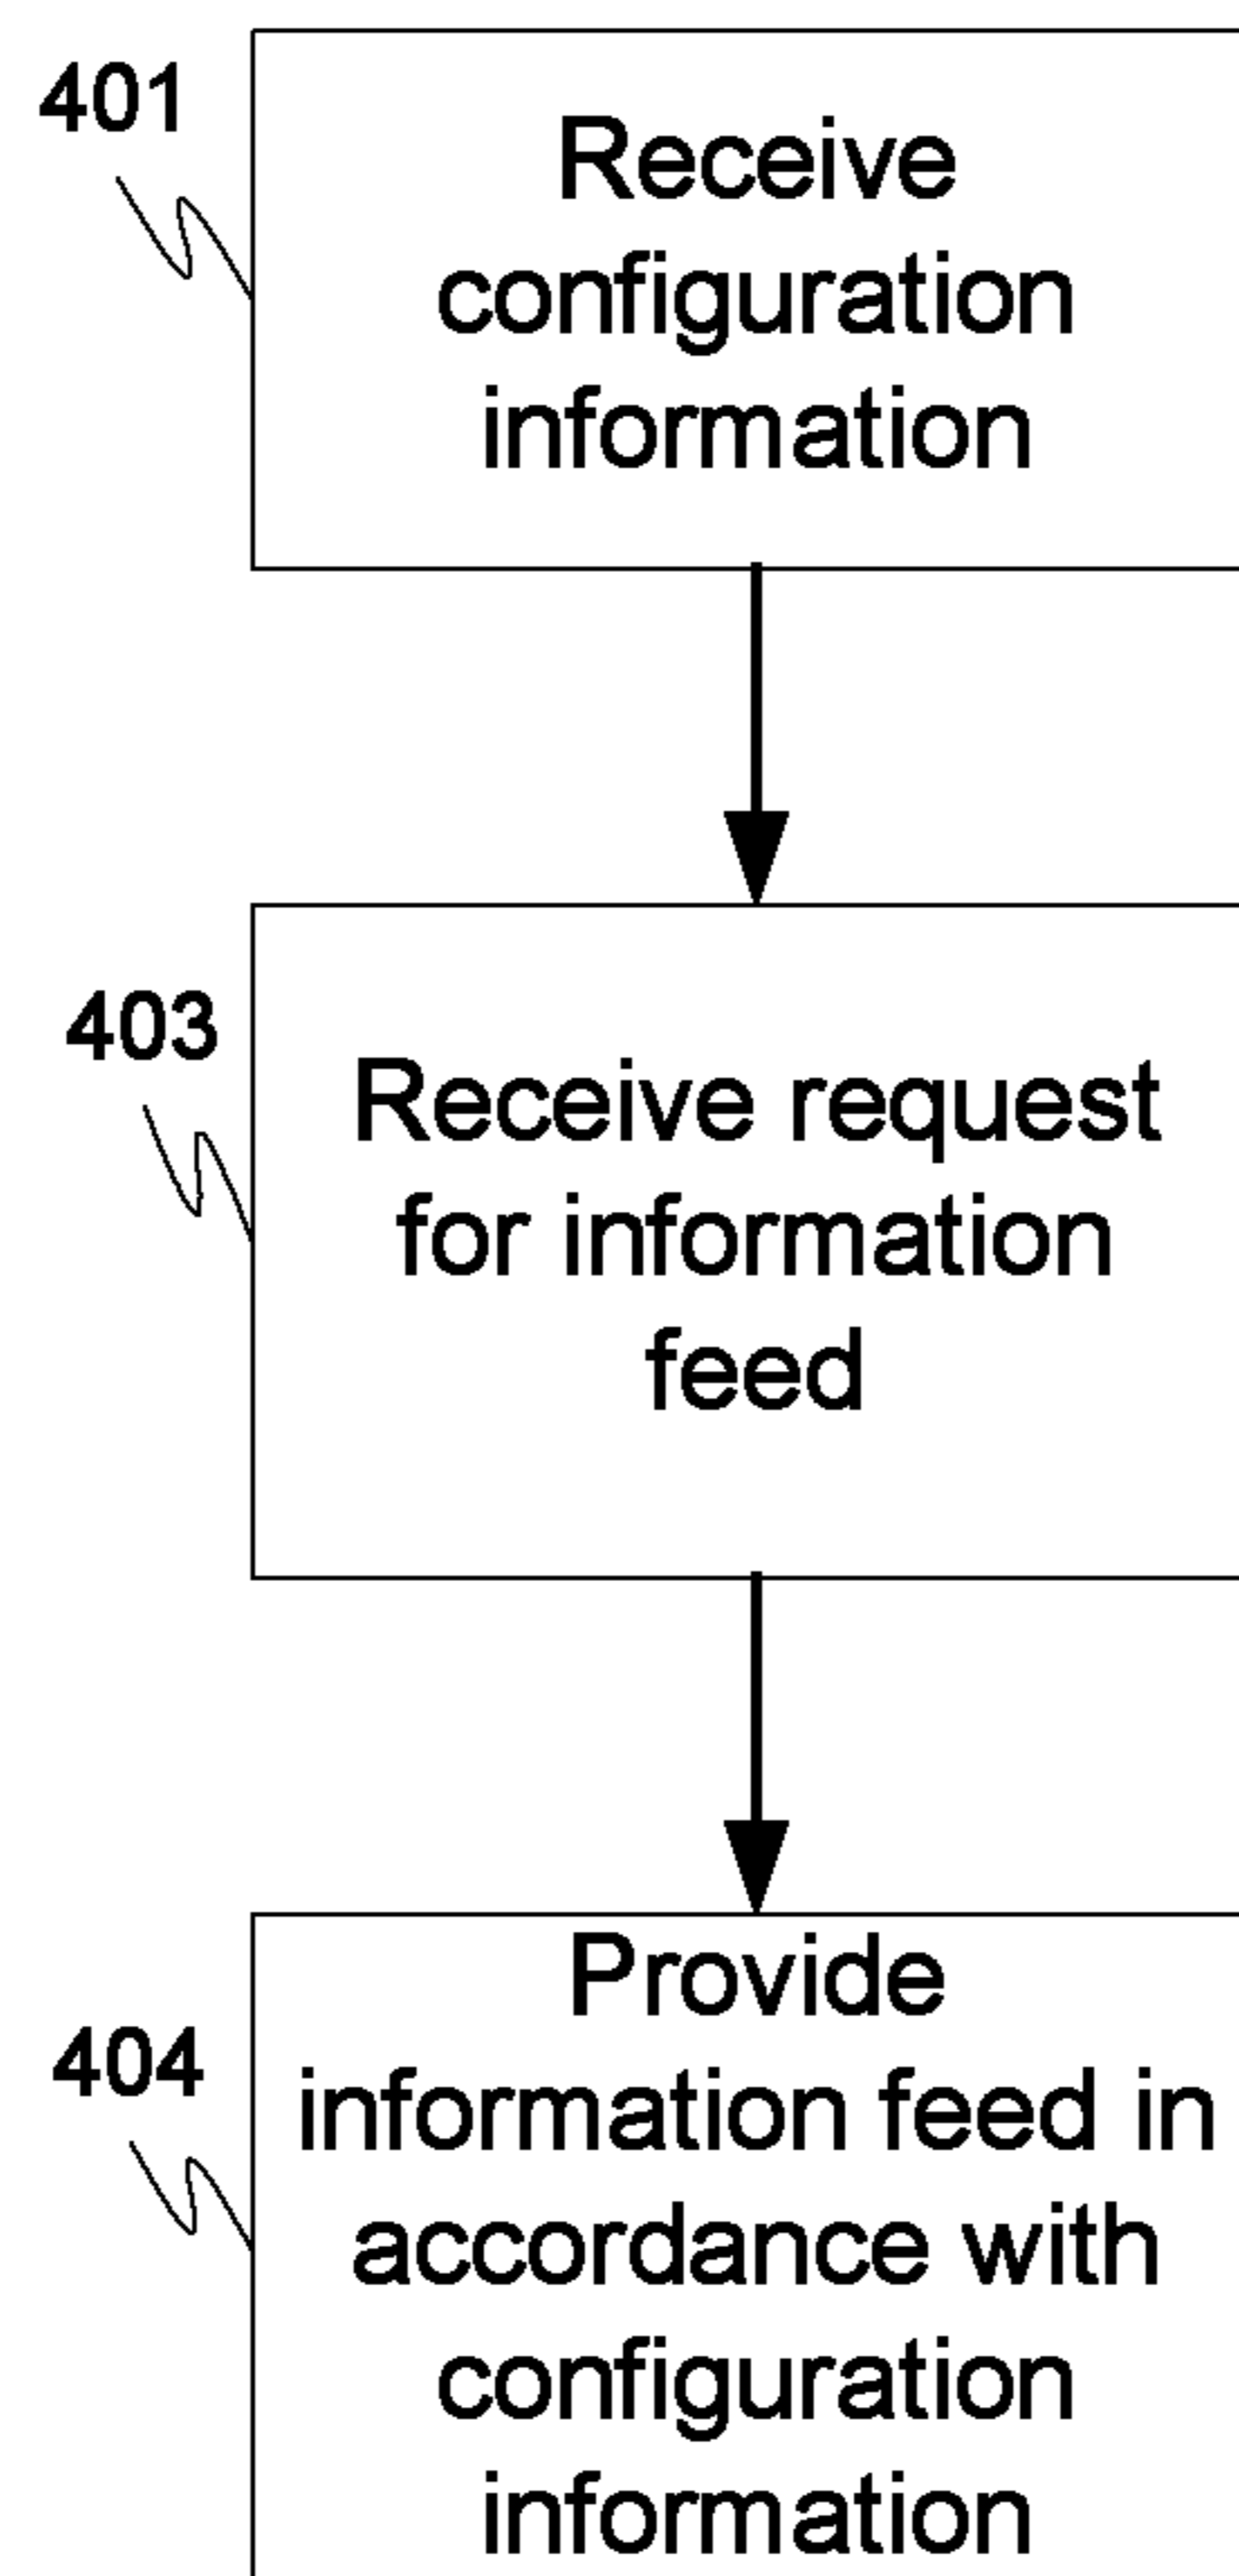 401
Receive
configuration
information
403
Receive request
for information
feed
404
Provide
information feed in
accordance with
configuration
information